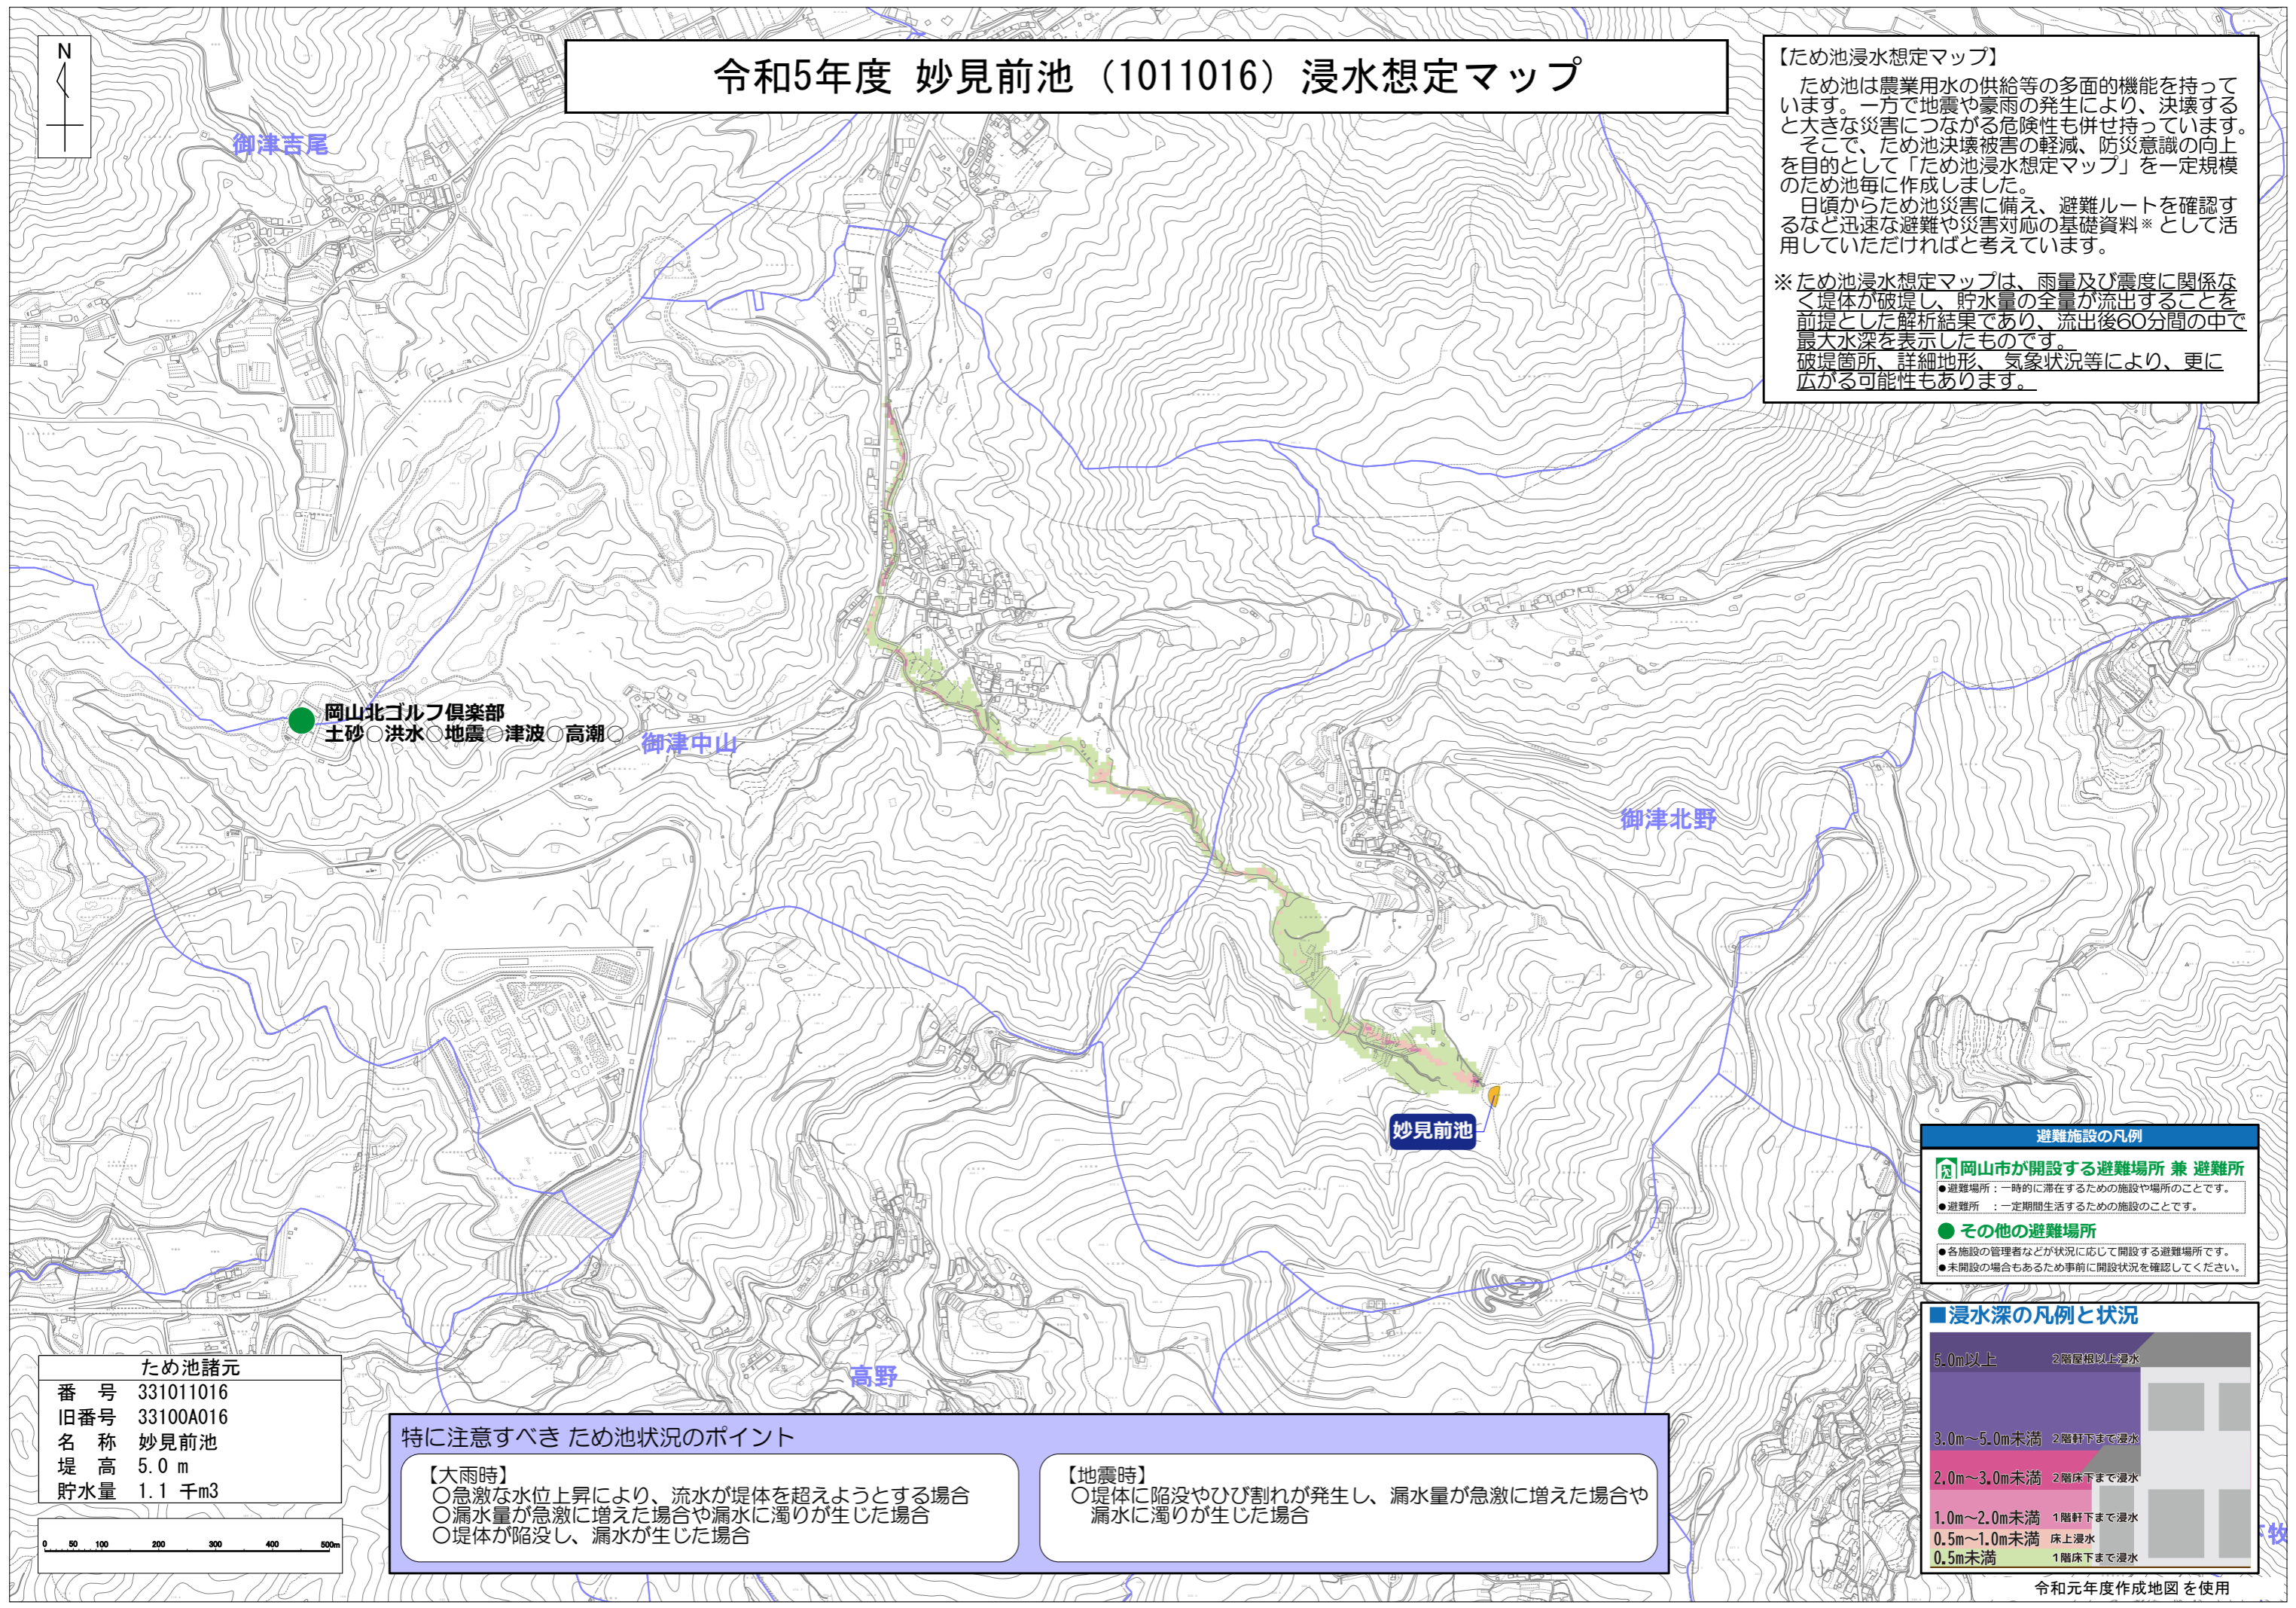 令和5年度 妙見前池（1011016）浸水想定マップ
N
【ため池浸水想定マップ】
ため池は農業用水の供給等の多面的機能を持って
います。一方で地震や豪雨の発生により、決壊する
と大きな災害につながる危険性も併せ持っています。
そこで、ため池決壊被害の軽減、防災意識の向上
を目的として「ため池浸水想定マップ」を一定規模
のため池毎に作成しました。
日頃からため池災害に備え、避難ルートを確認す
るなど迅速な避難や災害対応の基礎資料※として活
用していただければと考えています。
※ため池浸水想定マップは、雨量及び震度に関係な
く堤体が破堤し、貯水量の全量が流出することを
前提とした解析結果であり、流出後60分間の中で
最大水深を表示したものです。
破堤箇所、詳細地形、気象状況等により、更に
広がる可能性もあります。
御津吉尾
岡山北ゴルフ倶楽部
土砂○洪水○地震○津波○高潮○
御津中山
御津北野
妙見前池
高野
牧
避難施設の凡例
岡山市が開設する避難場所 兼 避難所
●避難場所：一時的に滞在するための施設や場所のことです。
●避難所　：一定期間生活するための施設のことです。
● その他の避難場所
●各施設の管理者などが状況に応じて開設する避難場所です。
●未開設の場合もあるため事前に開設状況を確認してください。
■浸水深の凡例と状況
5.0m以上 2階屋根以上浸水
3.0m～5.0m未満 2階軒下まで浸水
2.0m～3.0m未満 2階床下まで浸水
1.0m～2.0m未満 1階軒下まで浸水
0.5m～1.0m未満 床上浸水
0.5m未満 1階床下まで浸水
令和元年度作成地図を使用
ため池諸元
番　号 331011016
旧番号 33100A016
名　称 妙見前池
堤　高 5.0 m
貯水量 1.1 千m3
0 50 100 200 300 400 500m
特に注意すべき ため池状況のポイント
【大雨時】
○急激な水位上昇により、流水が堤体を超えようとする場合
○漏水量が急激に増えた場合や漏水に濁りが生じた場合
○堤体が陥没し、漏水が生じた場合
【地震時】
○堤体に陥没やひび割れが発生し、漏水量が急激に増えた場合や
漏水に濁りが生じた場合